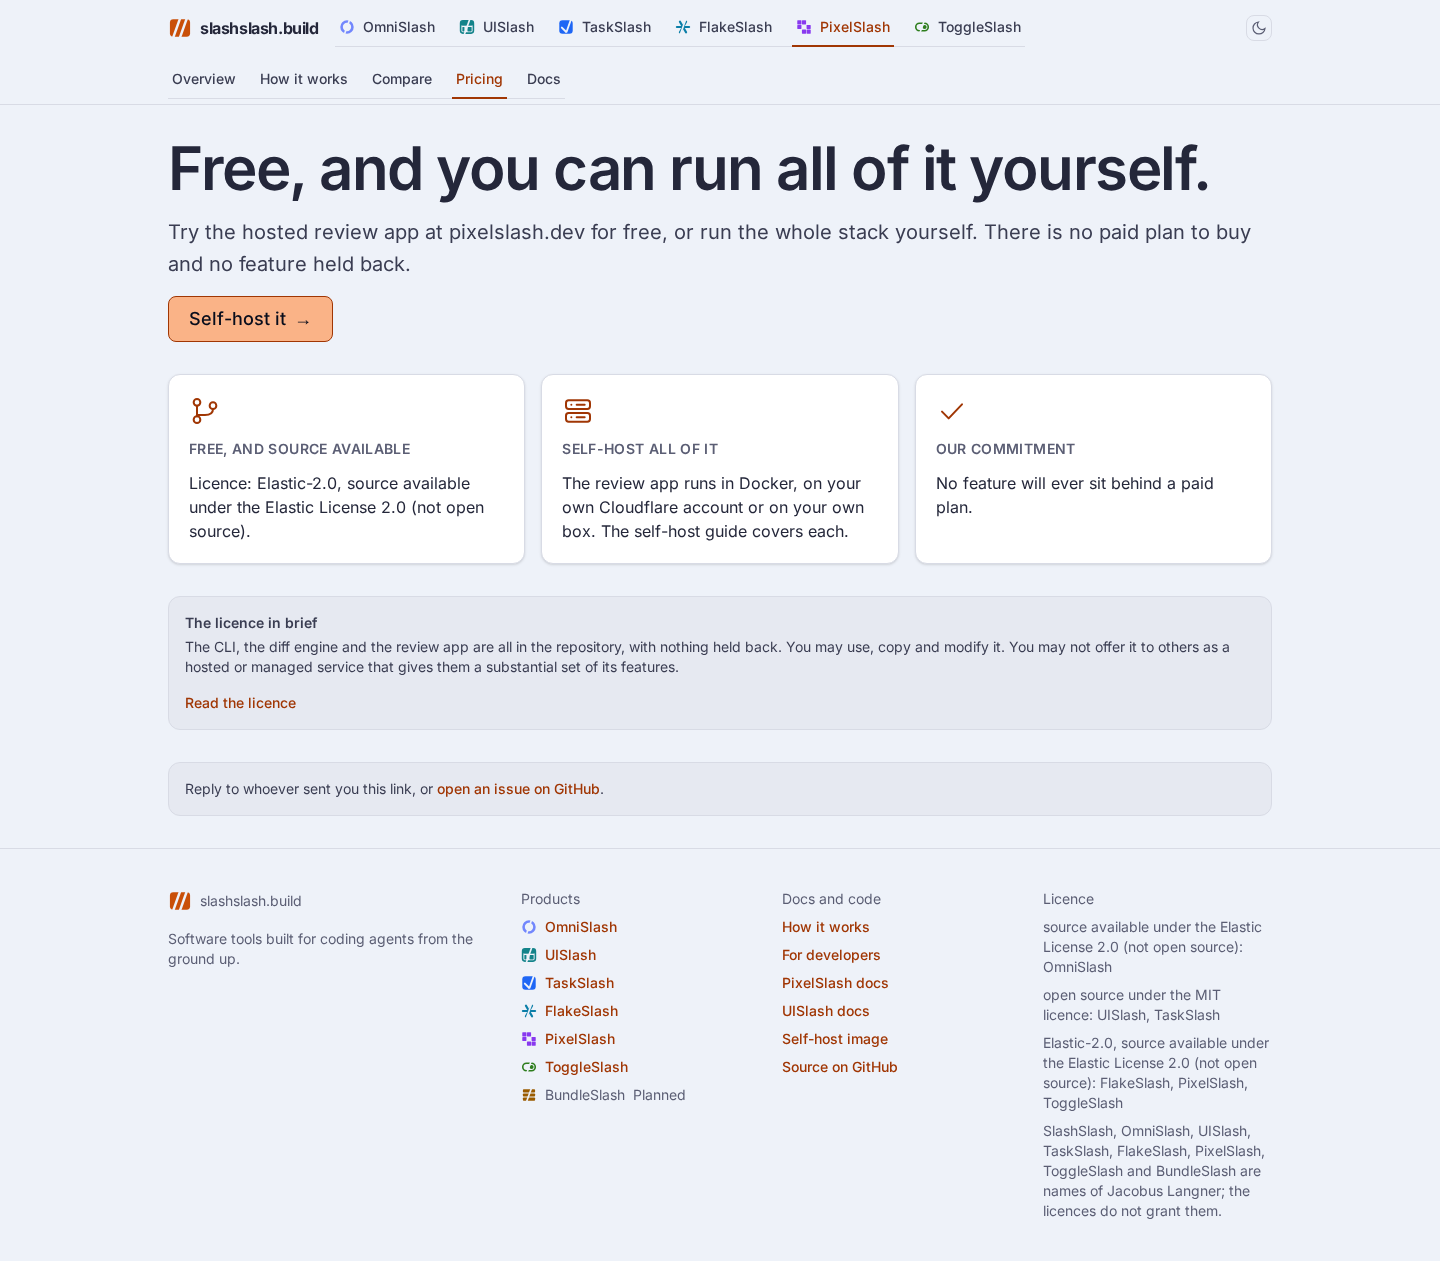 slashslash.build
OmniSlash
UISlash
TaskSlash
FlakeSlash
PixelSlash
ToggleSlash
Overview
How it works
Compare
Pricing
Docs
Free, and you can run all of it yourself.
Try the hosted review app at pixelslash.dev for free, or run the whole stack yourself. There is no paid plan to buy
and no feature held back.
Self-host it →
FREE, AND SOURCE AVAILABLE
Licence: Elastic-2.0, source available
under the Elastic License 2.0 (not open
source).
SELF-HOST ALL OF IT
The review app runs in Docker, on your
own Cloudflare account or on your own
box. The self-host guide covers each.
OUR COMMITMENT
No feature will ever sit behind a paid
plan.
The licence in brief
The CLI, the diff engine and the review app are all in the repository, with nothing held back. You may use, copy and modify it. You may not offer it to others as a
hosted or managed service that gives them a substantial set of its features.
Read the licence
Reply to whoever sent you this link, or open an issue on GitHub.
slashslash.build
Software tools built for coding agents from the
ground up.
Products
OmniSlash
UISlash
TaskSlash
FlakeSlash
PixelSlash
ToggleSlash
BundleSlash Planned
Docs and code
How it works
For developers
PixelSlash docs
UISlash docs
Self-host image
Source on GitHub
Licence
source available under the Elastic
License 2.0 (not open source):
OmniSlash
open source under the MIT
licence: UISlash, TaskSlash
Elastic-2.0, source available under
the Elastic License 2.0 (not open
source): FlakeSlash, PixelSlash,
ToggleSlash
SlashSlash, OmniSlash, UISlash,
TaskSlash, FlakeSlash, PixelSlash,
ToggleSlash and BundleSlash are
names of Jacobus Langner; the
licences do not grant them.